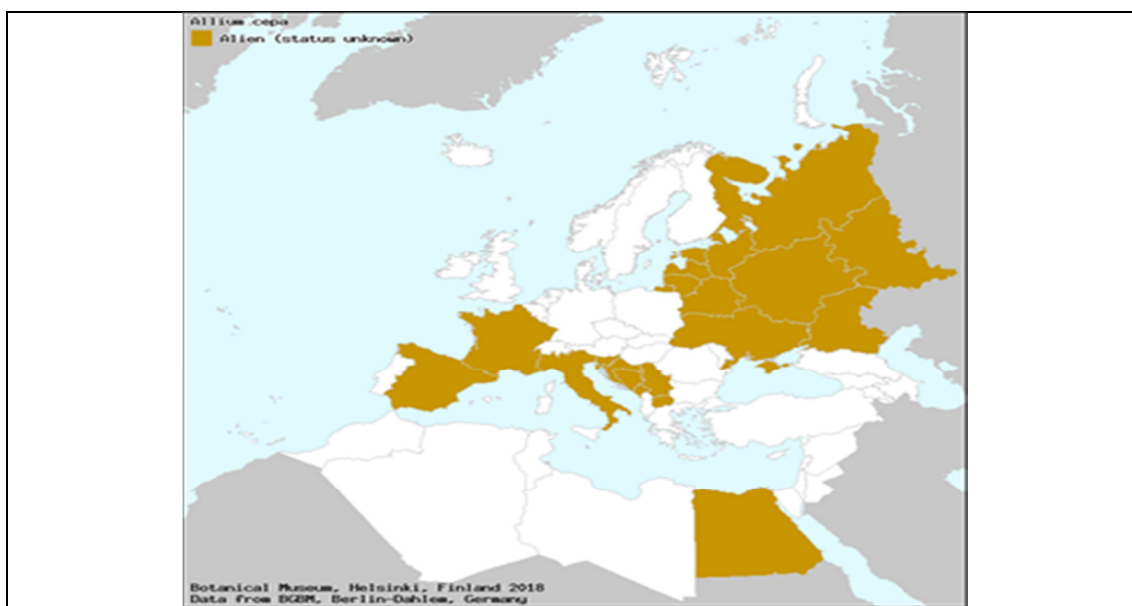 Allium cepa
Alien (status unknown)
Botanical Museum, Helsinki, Finland 2018
Data from BGBM, Berlin-Dahlem, Germany